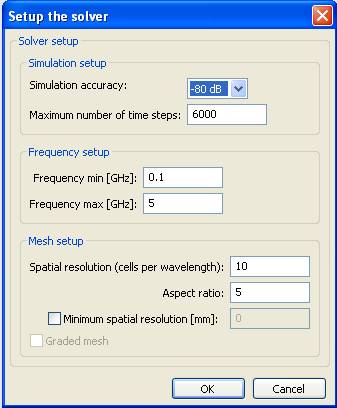 Setup the solver
Solver setup
Simulation setup
Simulation accuracy: -80 dB
Maximum number of time steps: 6000
Frequency setup
Frequency min [GHz]: 0.1
Frequency max [GHz]: 5
Mesh setup
Spatial resolution (cells per wavelength): 10
Aspect ratio: 5
Minimum spatial resolution [mm]: 0
Graded mesh
OK Cancel